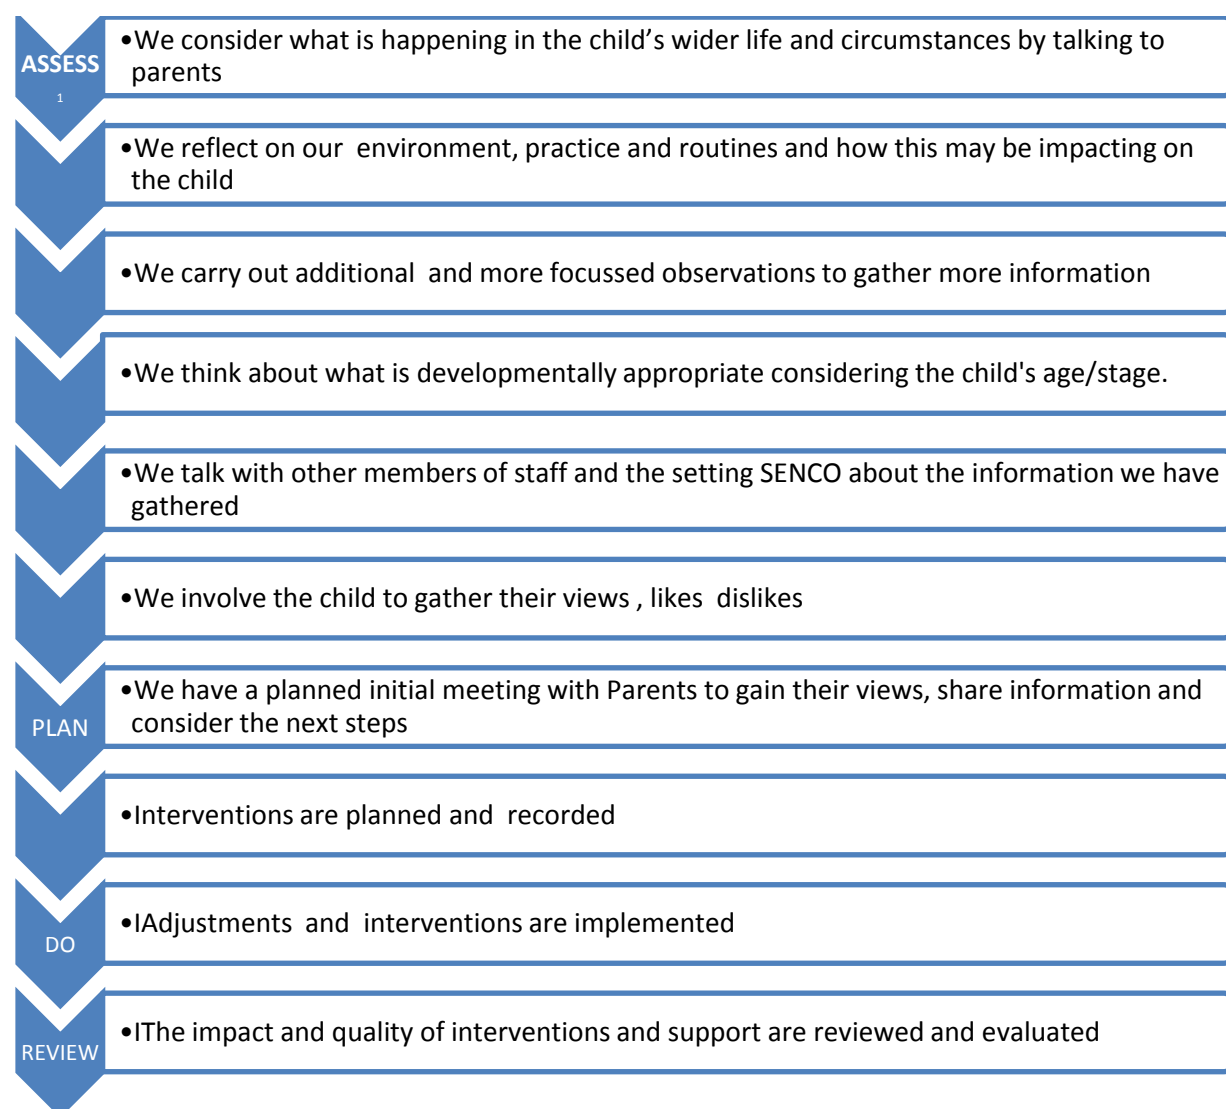 •We consider what is happening in the child’s wider life and circumstances by talking to
ASSESS
parents
1
•We reflect on our  environment, practice and routines and how this may be impacting on
the child
•We carry out additional  and more focussed observations to gather more information
•We think about what is developmentally appropriate considering the child's age/stage.
•We talk with other members of staff and the setting SENCO about the information we have
gathered
•We involve the child to gather their views , likes  dislikes
•We have a planned initial meeting with Parents to gain their views, share information and
PLAN
consider the next steps
•Interventions are planned and  recorded
•IAdjustments  and  interventions are implemented
DO
•IThe impact and quality of interventions and support are reviewed and evaluated
REVIEW